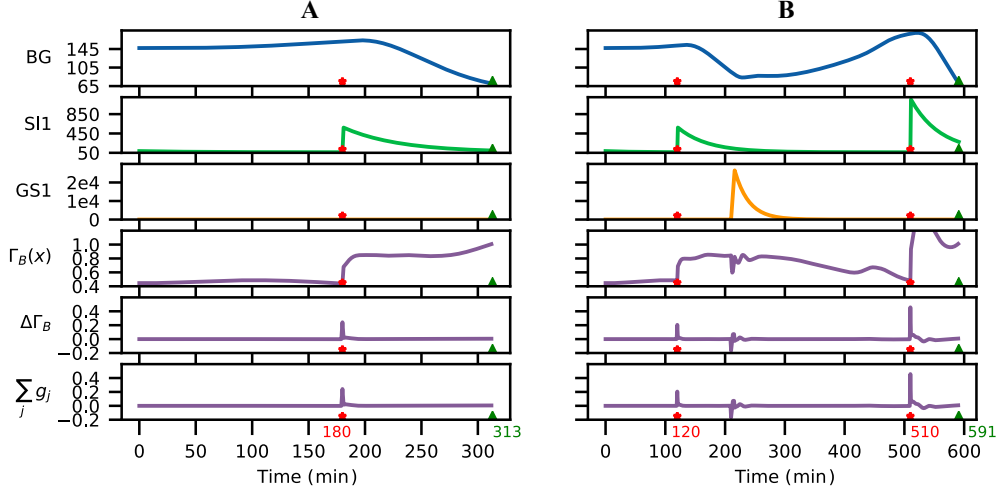 A B
BG 145 105 65
SI1 850 450 50
GS1 2e4 1e4 0
Γ_B(x) 1.0 0.8 0.6 0.4
ΔΓ_B 0.4 0.2 0.0 −0.2
∑_j g_j 0.4 0.2 0.0 −0.2
180 313 120 510 591
0 50 100 150 200 250 300 0 100 200 300 400 500 600
Time (min) Time (min)